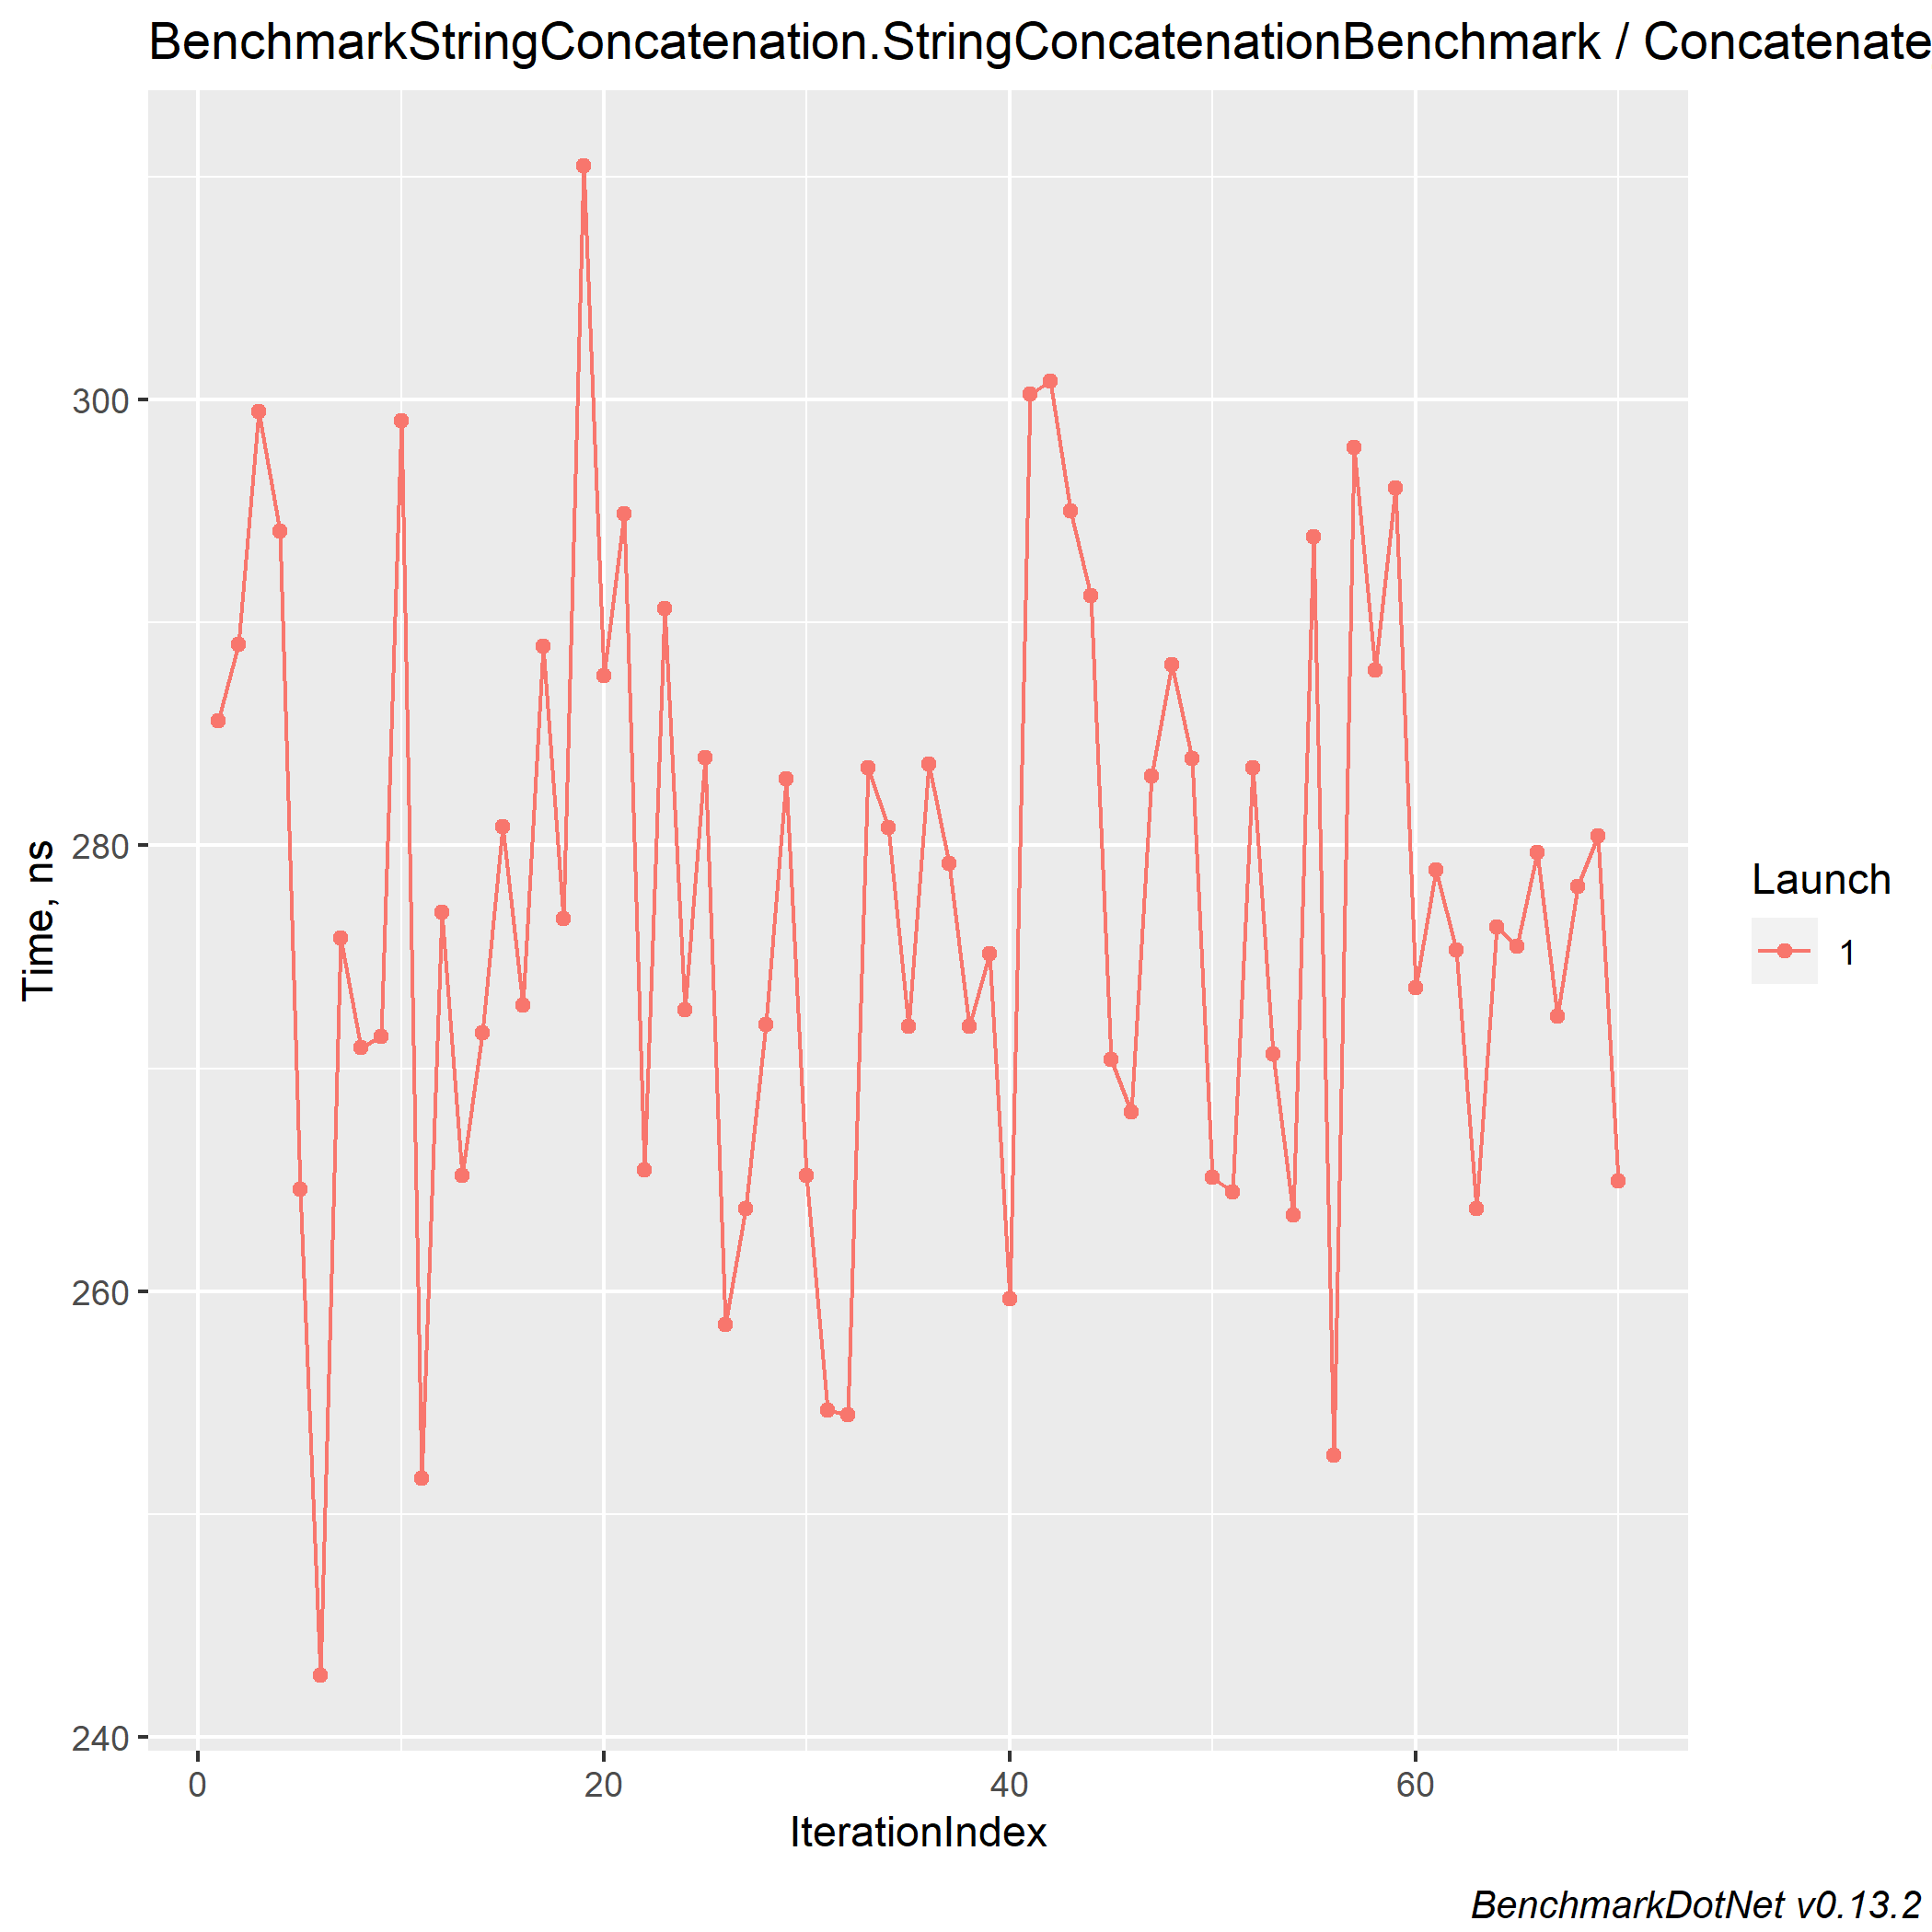 BenchmarkStringConcatenation.StringConcatenationBenchmark / Concatenate
Time, ns
300
280
260
240
0 20 40 60
IterationIndex
Launch
1
BenchmarkDotNet v0.13.2